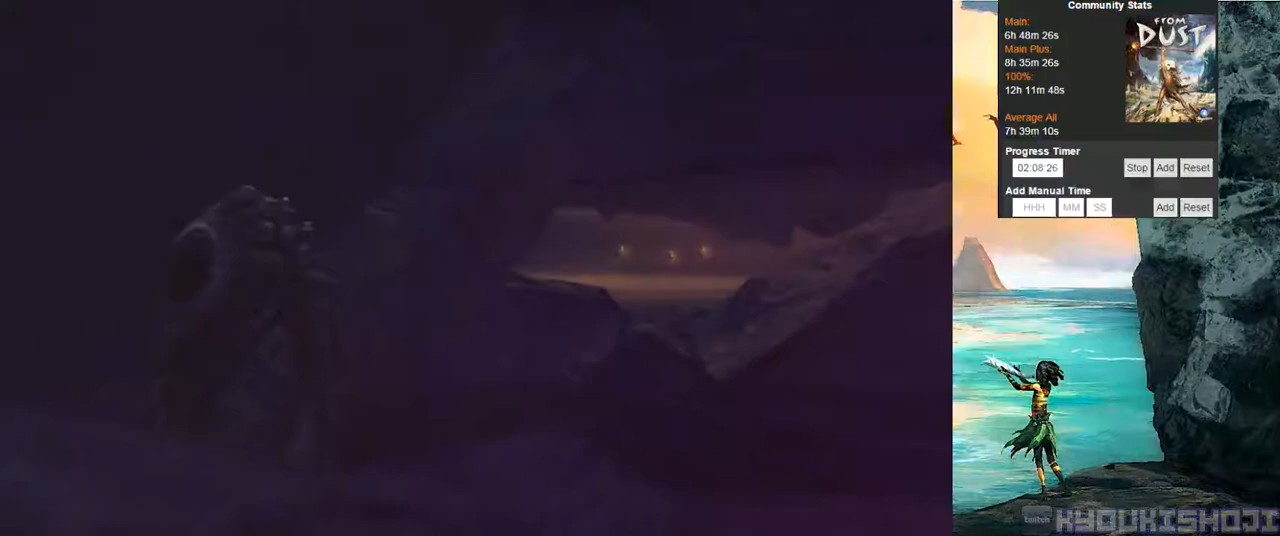 Community Stats
Main:
6h 48m 26s
Main Plus:
8h 35m 26s
100%:
12h 11m 48s
Average All
7h 39m 10s
FROM
DUST
Progress Timer
02:08:26
Stop
Add
Reset
Add Manual Time
HHH
MM
SS
Add
Reset
twitch
KYOUKISHOJI